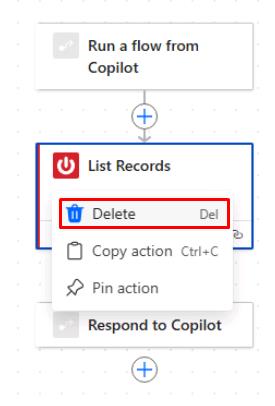 Run a flow from
Copilot
List Records
Delete Del
Copy action Ctrl+C
Pin action
Respond to Copilot